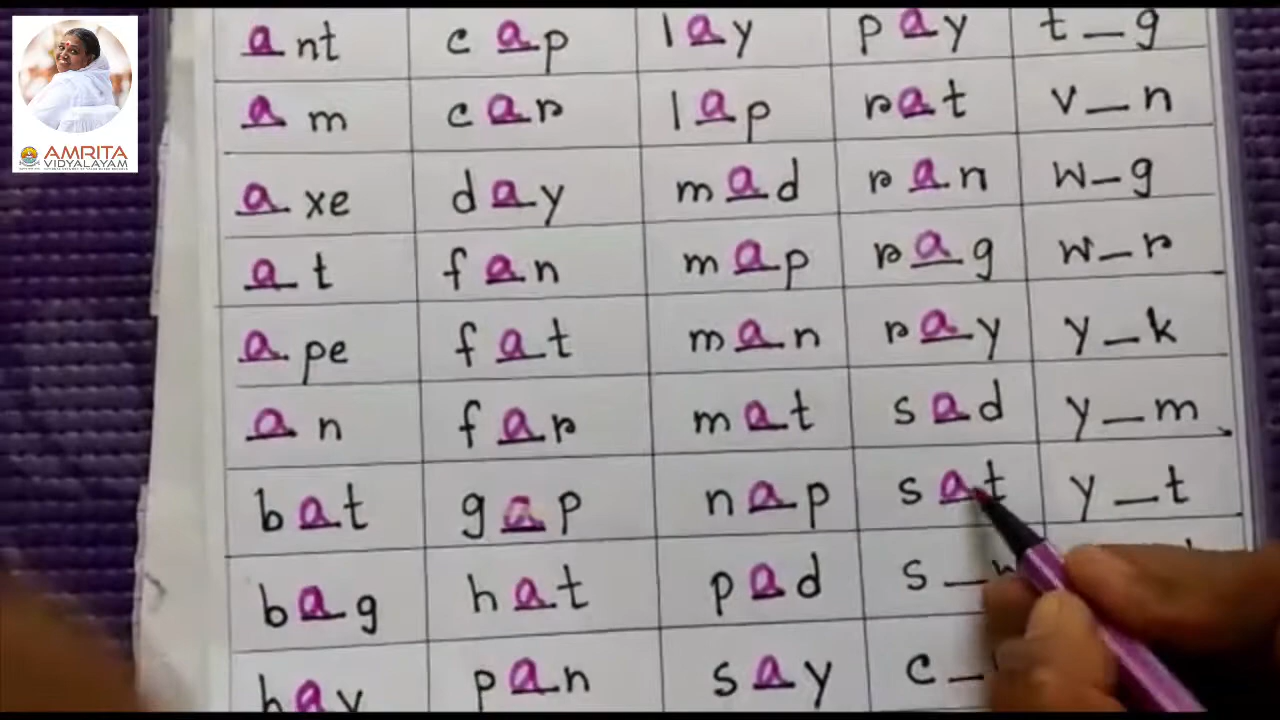 AMRITA
VIDYALAYAM
ant cap lay pay t_g
am car lap rat v_n
axe day mad ran w_g
at fan map rag w_r
ape fat man ray y_k
an far mat sad y_m
bat gap nap sat y_t
bag hat pad s_
pan say c_